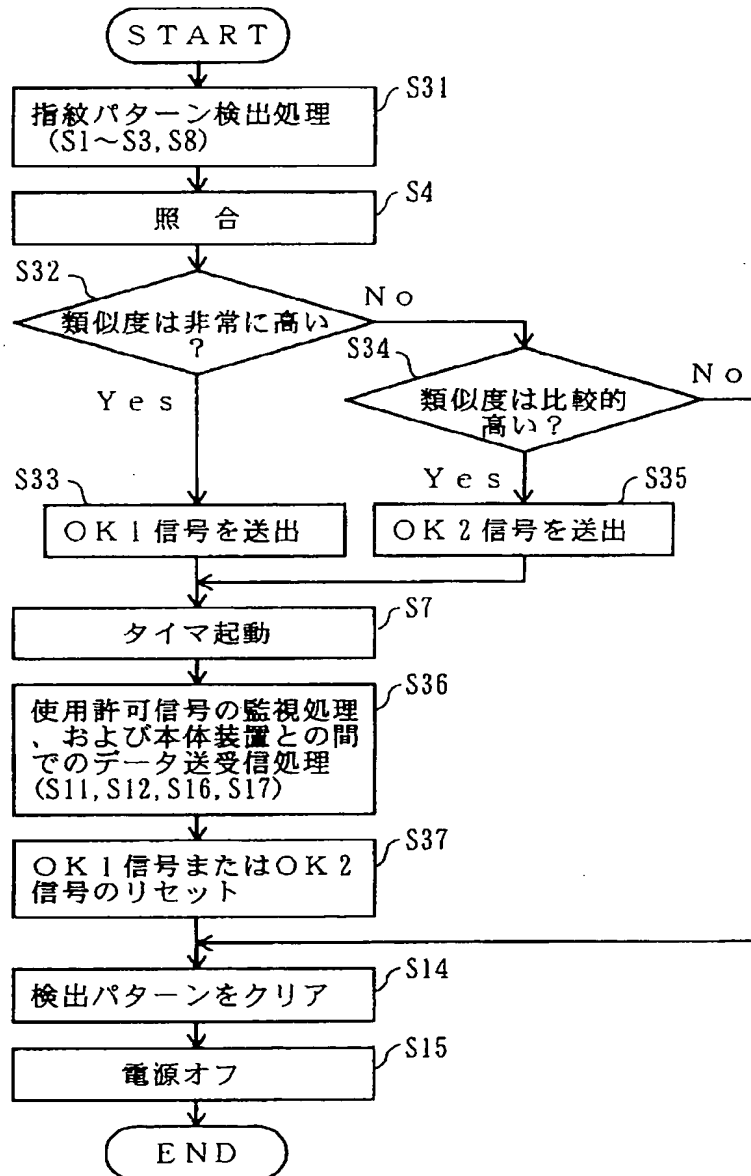 START
S31
指紋パターン検出処理
(S1～S3,S8)
S4
照 合
S32
類似度は非常に高い
?
No
Yes
S34
類似度は比較的
高い?
No
Yes
S33
OK1信号を送出
S35
OK2信号を送出
S7
タイマ起動
S36
使用許可信号の監視処理
、および本体装置との間
でのデータ送受信処理
(S11,S12,S16,S17)
S37
OK1信号またはOK2
信号のリセット
S14
検出パターンをクリア
S15
電源オフ
END